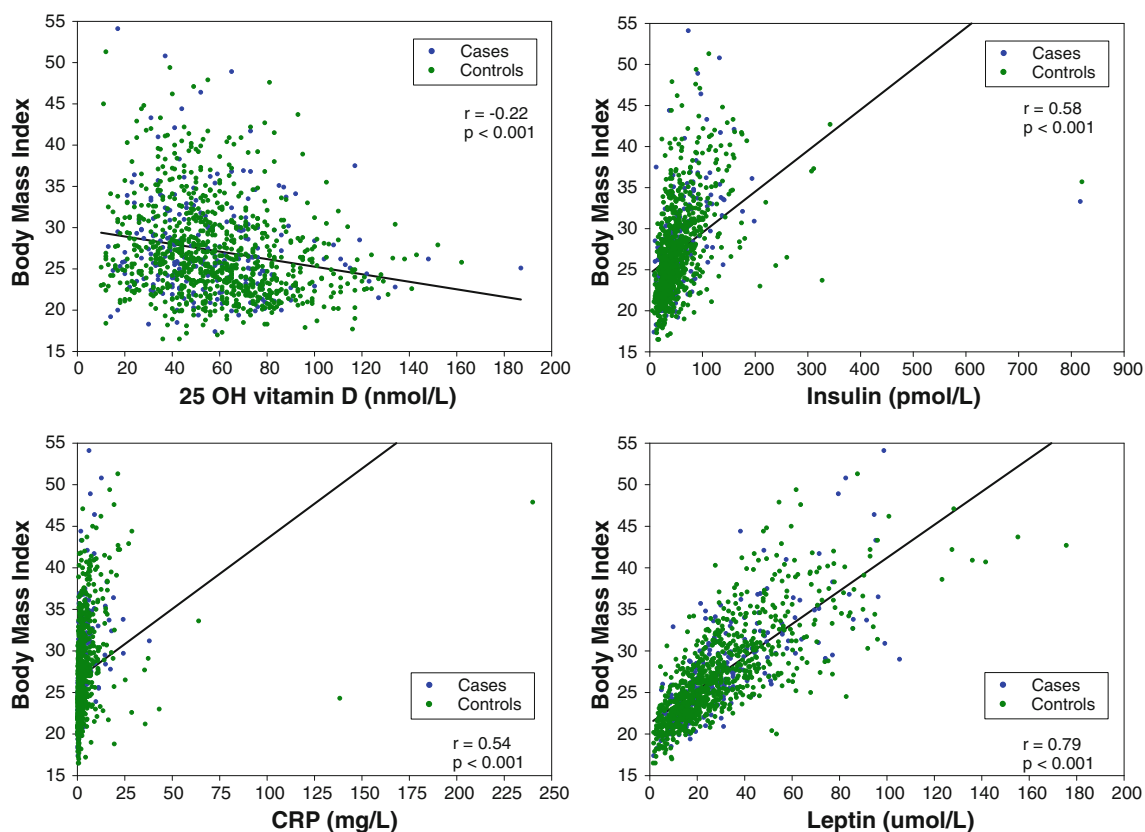 55
50
45
40
35
30
25
20
15
Body Mass Index
Cases
Controls
r = -0.22
p < 0.001
0 20 40 60 80 100 120 140 160 180 200
25 OH vitamin D (nmol/L)
55
50
45
40
35
30
25
20
15
Body Mass Index
Cases
Controls
r = 0.58
p < 0.001
0 100 200 300 400 500 600 700 800 900
Insulin (pmol/L)
55
50
45
40
35
30
25
20
15
Body Mass Index
Cases
Controls
r = 0.54
p < 0.001
0 25 50 75 100 125 150 175 200 225 250
CRP (mg/L)
55
50
45
40
35
30
25
20
15
Body Mass Index
Cases
Controls
r = 0.79
p < 0.001
0 20 40 60 80 100 120 140 160 180 200
Leptin (umol/L)